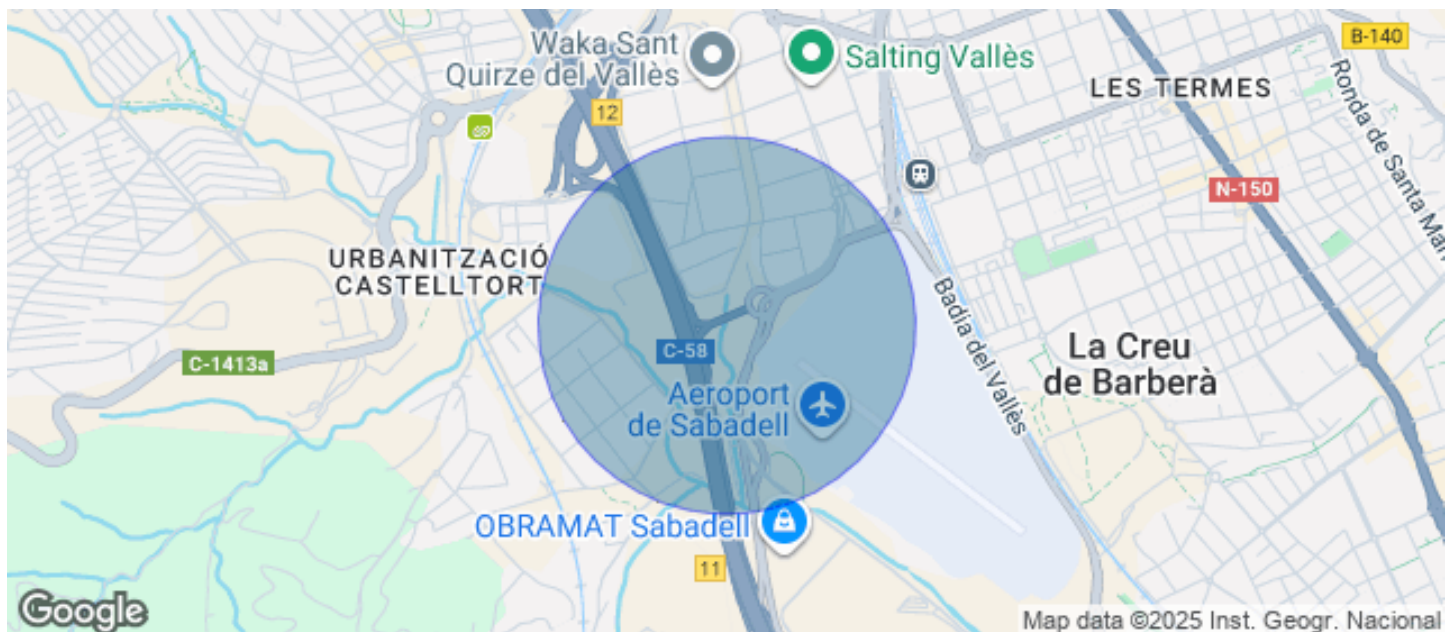 Waka Sant
Quirze del Vallès
Salting Vallès
B-140
LES TERMES
Ronda de Santa Mar
12
N-150
URBANITZACIÓ
CASTELLTORT
Badia del Vallès
C-58
C-1413a
La Creu
de Barberà
Aeroport
de Sabadell
OBRAMAT Sabadell
11
Google
Map data ©2025 Inst. Geogr. Nacional